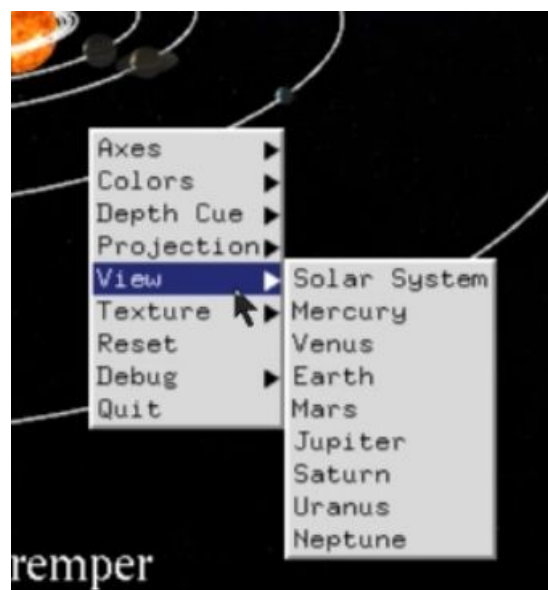 Axes
Colors
Depth Cue
Projection
View
Texture
Reset
Debug
Quit
Solar System
Mercury
Venus
Earth
Mars
Jupiter
Saturn
Uranus
Neptune
remper